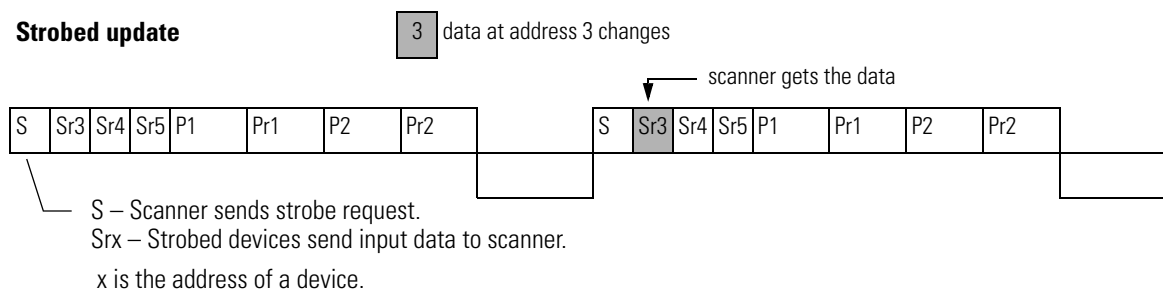 Strobed update 3 data at address 3 changes
scanner gets the data
S Sr3 Sr4 Sr5 P1 Pr1 P2 Pr2 S Sr3 Sr4 Sr5 P1 Pr1 P2 Pr2
S – Scanner sends strobe request.
Srx – Strobed devices send input data to scanner.
x is the address of a device.